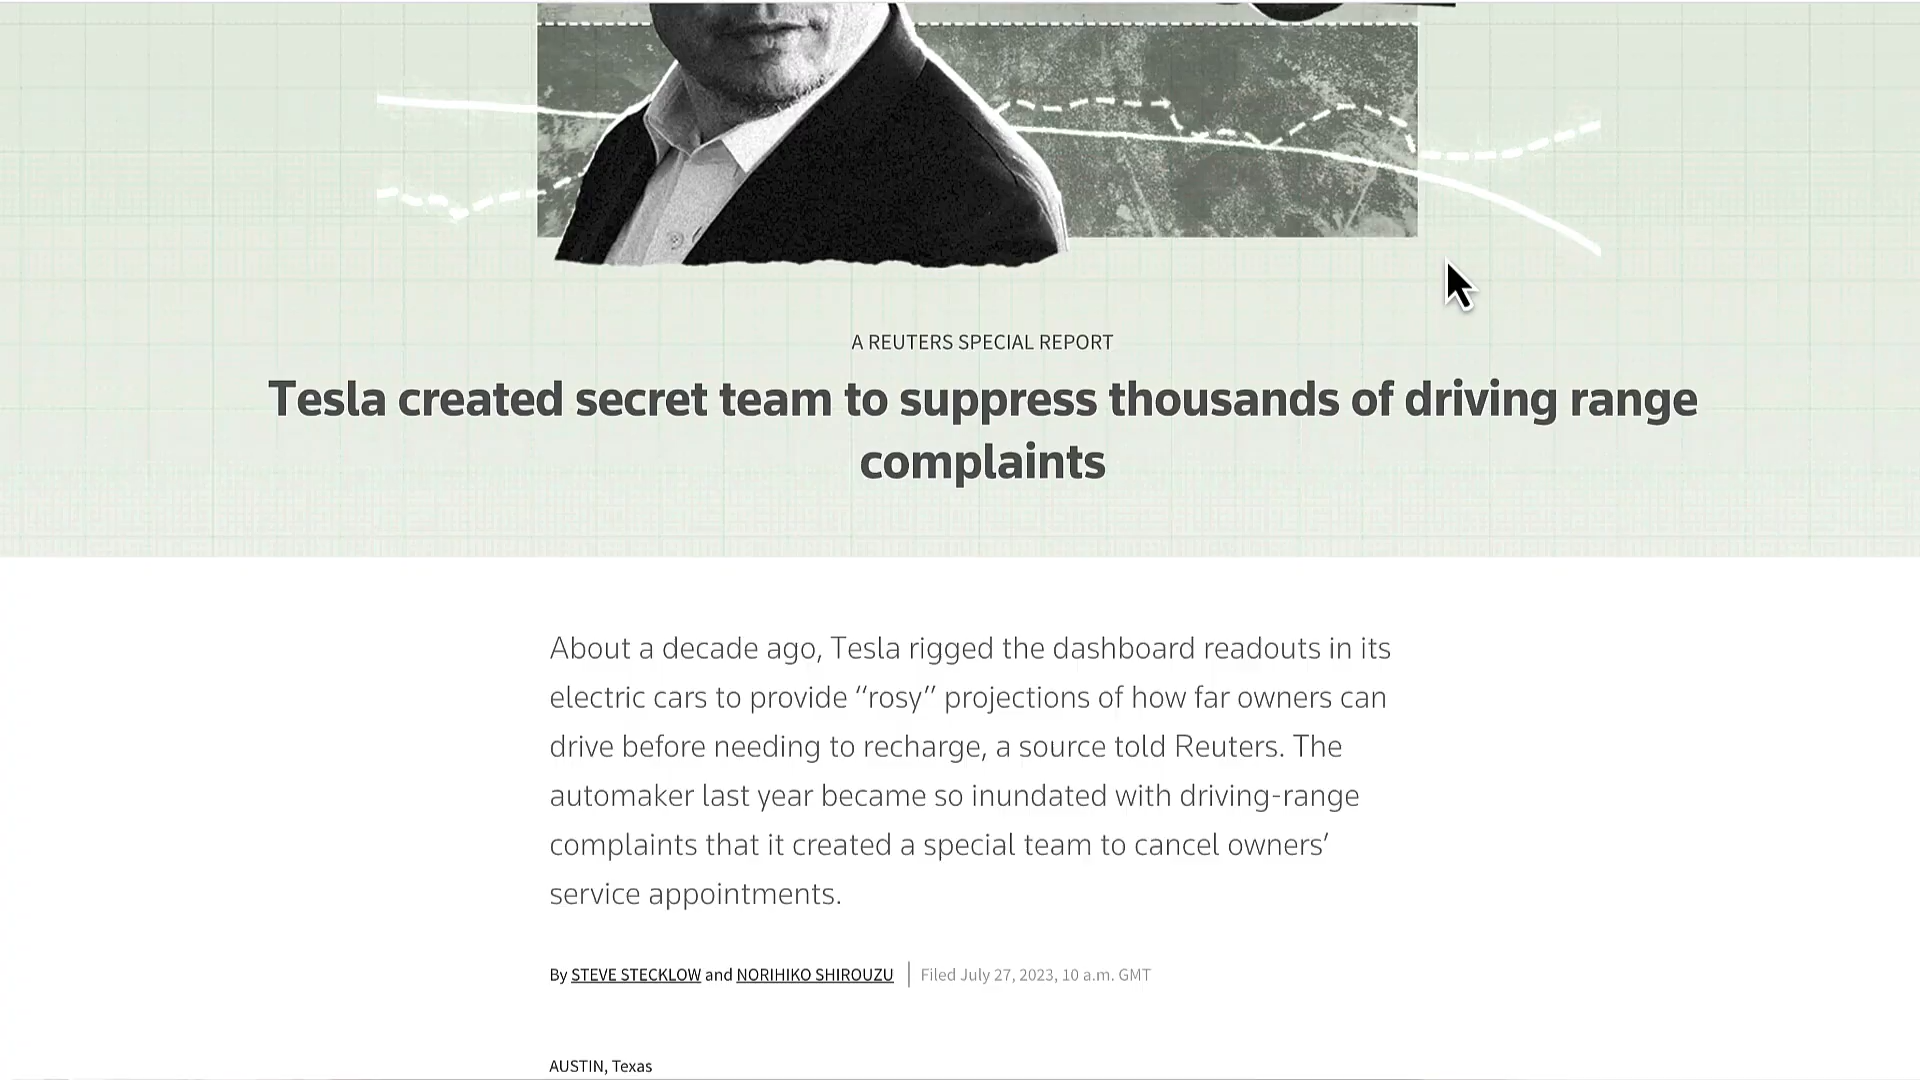 A REUTERS SPECIAL REPORT
Tesla created secret team to suppress thousands of driving range
complaints
About a decade ago, Tesla rigged the dashboard readouts in its
electric cars to provide “rosy” projections of how far owners can
drive before needing to recharge, a source told Reuters. The
automaker last year became so inundated with driving-range
complaints that it created a special team to cancel owners’
service appointments.
By STEVE STECKLOW and NORIHIKO SHIROUZU | Filed July 27, 2023, 10 a.m. GMT
AUSTIN, Texas